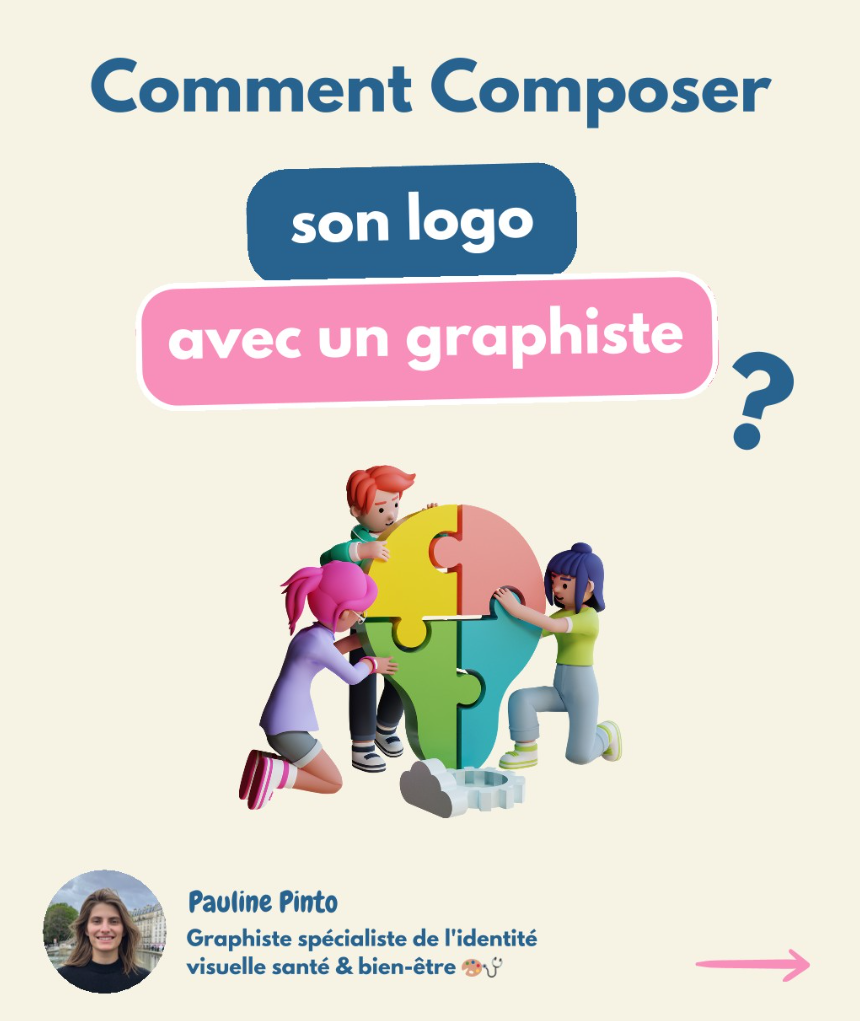 Comment Composer
son logo
avec un graphiste
?
Pauline Pinto
Graphiste spécialiste de l'identité
visuelle santé & bien-être 🎨🩺